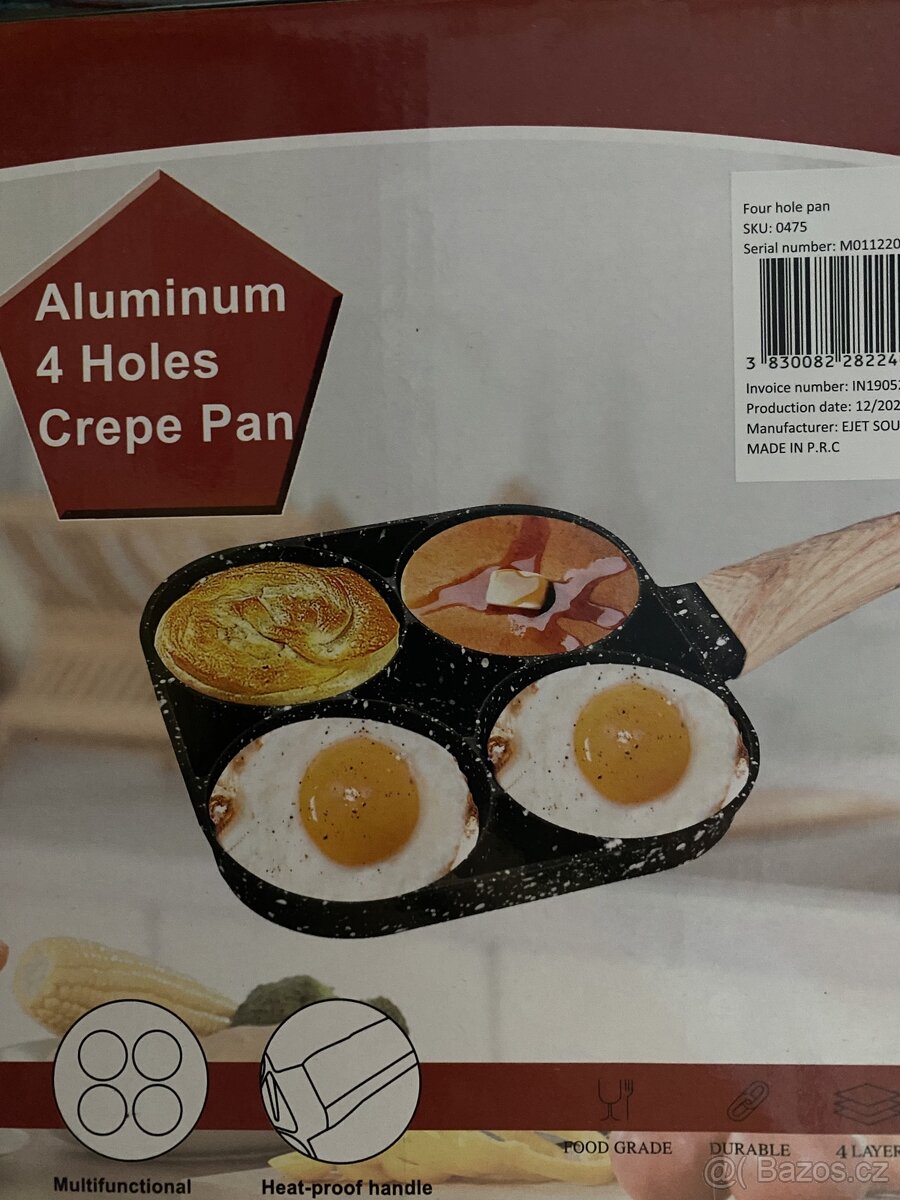 Aluminum
4 Holes
Crepe Pan
Four hole pan
SKU: 0475
Serial number: M011220
3 830082 28224
Invoice number: IN1905
Production date: 12/202
Manufacturer: EJET SOU
MADE IN P.R.C
FOOD GRADE
DURABLE
4 LAYER
Multifunctional
Heat-proof handle
Bazos.cz